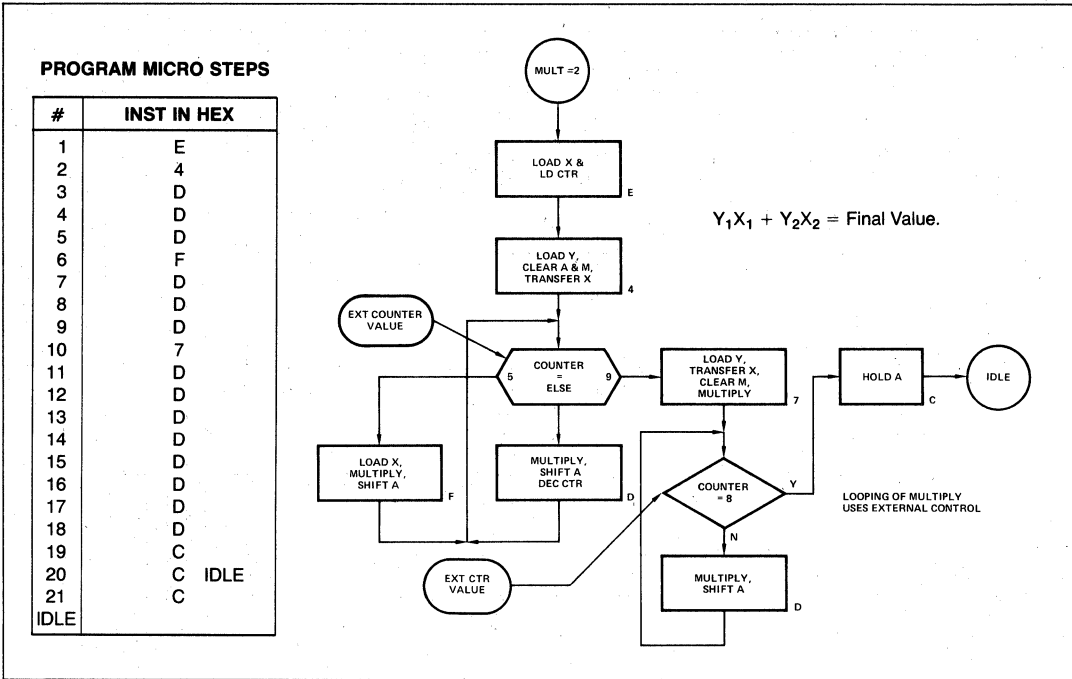 PROGRAM MICRO STEPS
# INST IN HEX
1 E
2 4
3 D
4 D
5 D
6 F
7 D
8 D
9 D
10 7
11 D
12 D
13 D
14 D
15 D
16 D
17 D
18 D
19 C
20 C IDLE
21 C
IDLE
MULT =2
LOAD X &
LD CTR
E
Y₁X₁ + Y₂X₂ = Final Value.
LOAD Y,
CLEAR A & M,
TRANSFER X
4
EXT COUNTER
VALUE
5
COUNTER
=
ELSE
9
LOAD Y,
TRANSFER X,
CLEAR M,
MULTIPLY
7
HOLD A
C
IDLE
LOAD X,
MULTIPLY,
SHIFT A
F
MULTIPLY,
SHIFT A
DEC CTR
D
COUNTER
= 8
Y
N
LOOPING OF MULTIPLY
USES EXTERNAL CONTROL
EXT CTR
VALUE
MULTIPLY,
SHIFT A
D